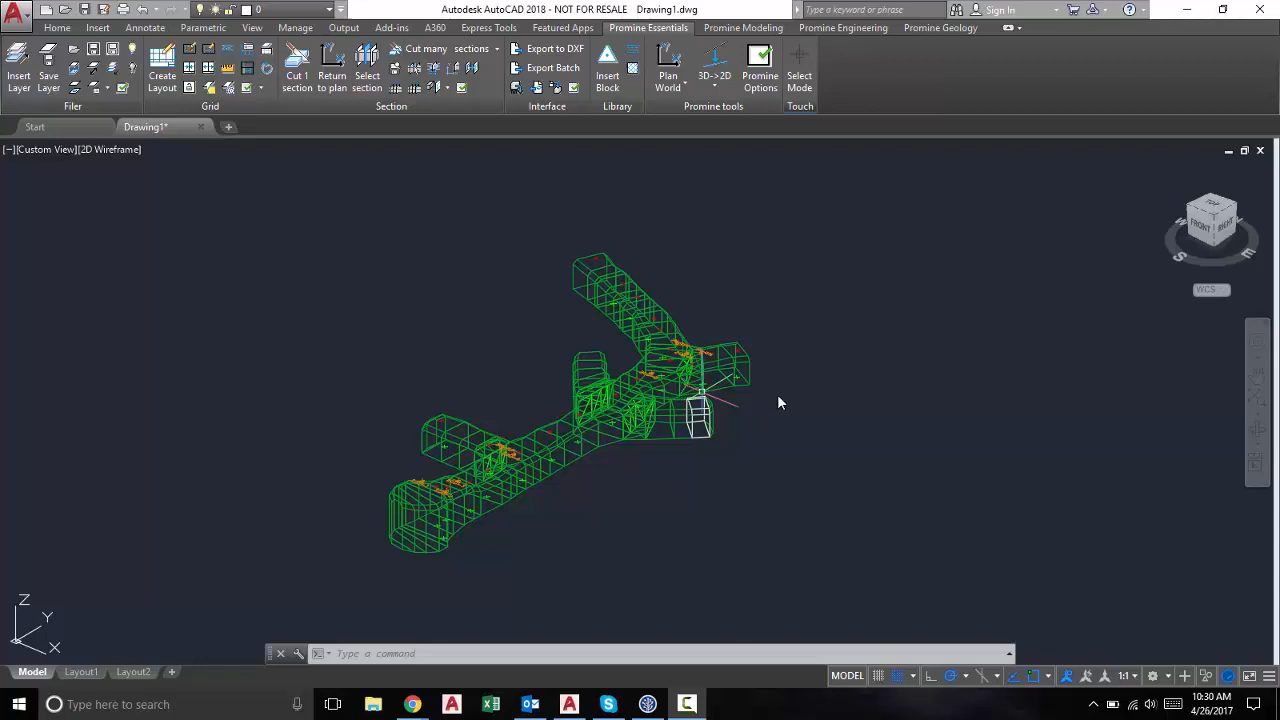 Autodesk AutoCAD 2018 - NOT FOR RESALE Drawing1.dwg
0
Type a keyword or phrase
Sign In
Home Insert Annotate Parametric View Manage Output Add-ins A360 Express Tools Featured Apps Promine Essentials Promine Modeling Promine Engineering Promine Geology
Insert Layer
Save Layer
Create Layout
Cut 1 section
Return to plan
Select section
Cut many sections
Export to DXF
Export Batch
Insert Block
Plan World
3D->2D
Promine Options
Select Mode
Filer Grid Section Interface Library Promine tools Touch
Start Drawing1*
[−][Custom View][2D Wireframe]
TOP
FRONT RIGHT
W
S E
WCS
Z
Y
X
Type a command
Model Layout1 Layout2
MODEL 1:1
Type here to search
10:30 AM
4/26/2017